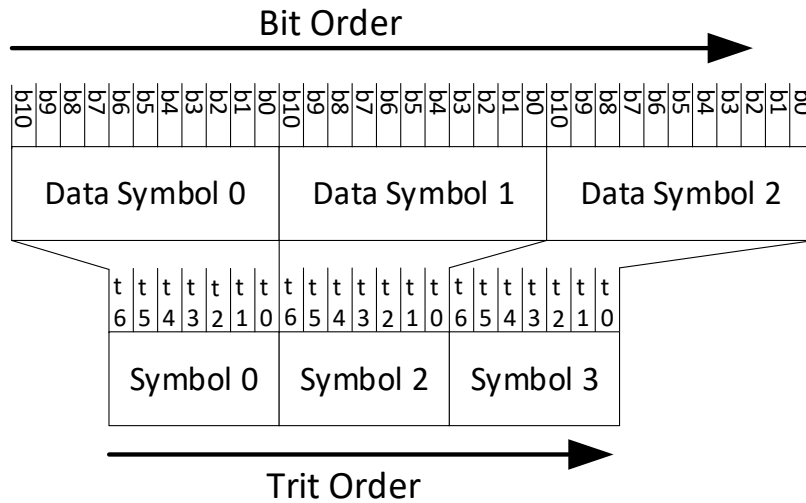 Bit Order
b10 b9 b8 b7 b6 b5 b4 b3 b2 b1 b0 b10 b9 b8 b7 b6 b5 b4 b3 b2 b1 b0 b10 b9 b8 b7 b6 b5 b4 b3 b2 b1 b0
Data Symbol 0 Data Symbol 1 Data Symbol 2
t t t t t t t t t t t t t t t t t t t t t
6 5 4 3 2 1 0 6 5 4 3 2 1 0 6 5 4 3 2 1 0
Symbol 0 Symbol 2 Symbol 3
Trit Order